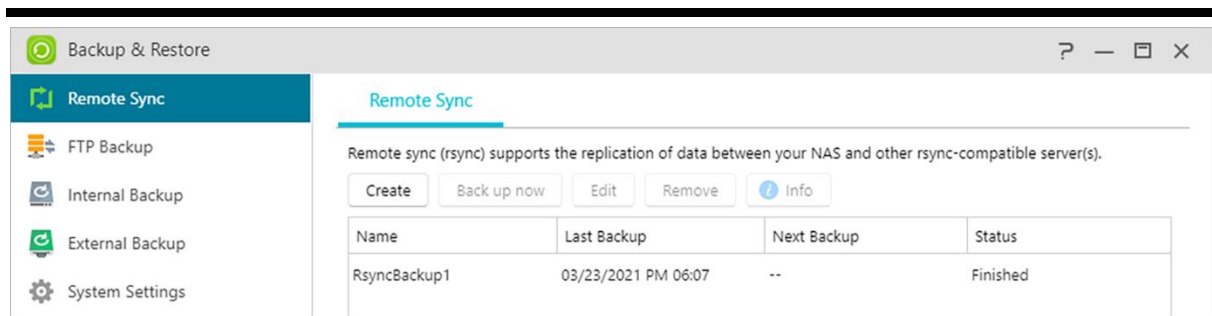 Backup & Restore
Remote Sync
FTP Backup
Internal Backup
External Backup
System Settings
Remote Sync
Remote sync (rsync) supports the replication of data between your NAS and other rsync-compatible server(s).
Create Back up now Edit Remove Info
Name Last Backup Next Backup Status
RsyncBackup1 03/23/2021 PM 06:07 -- Finished